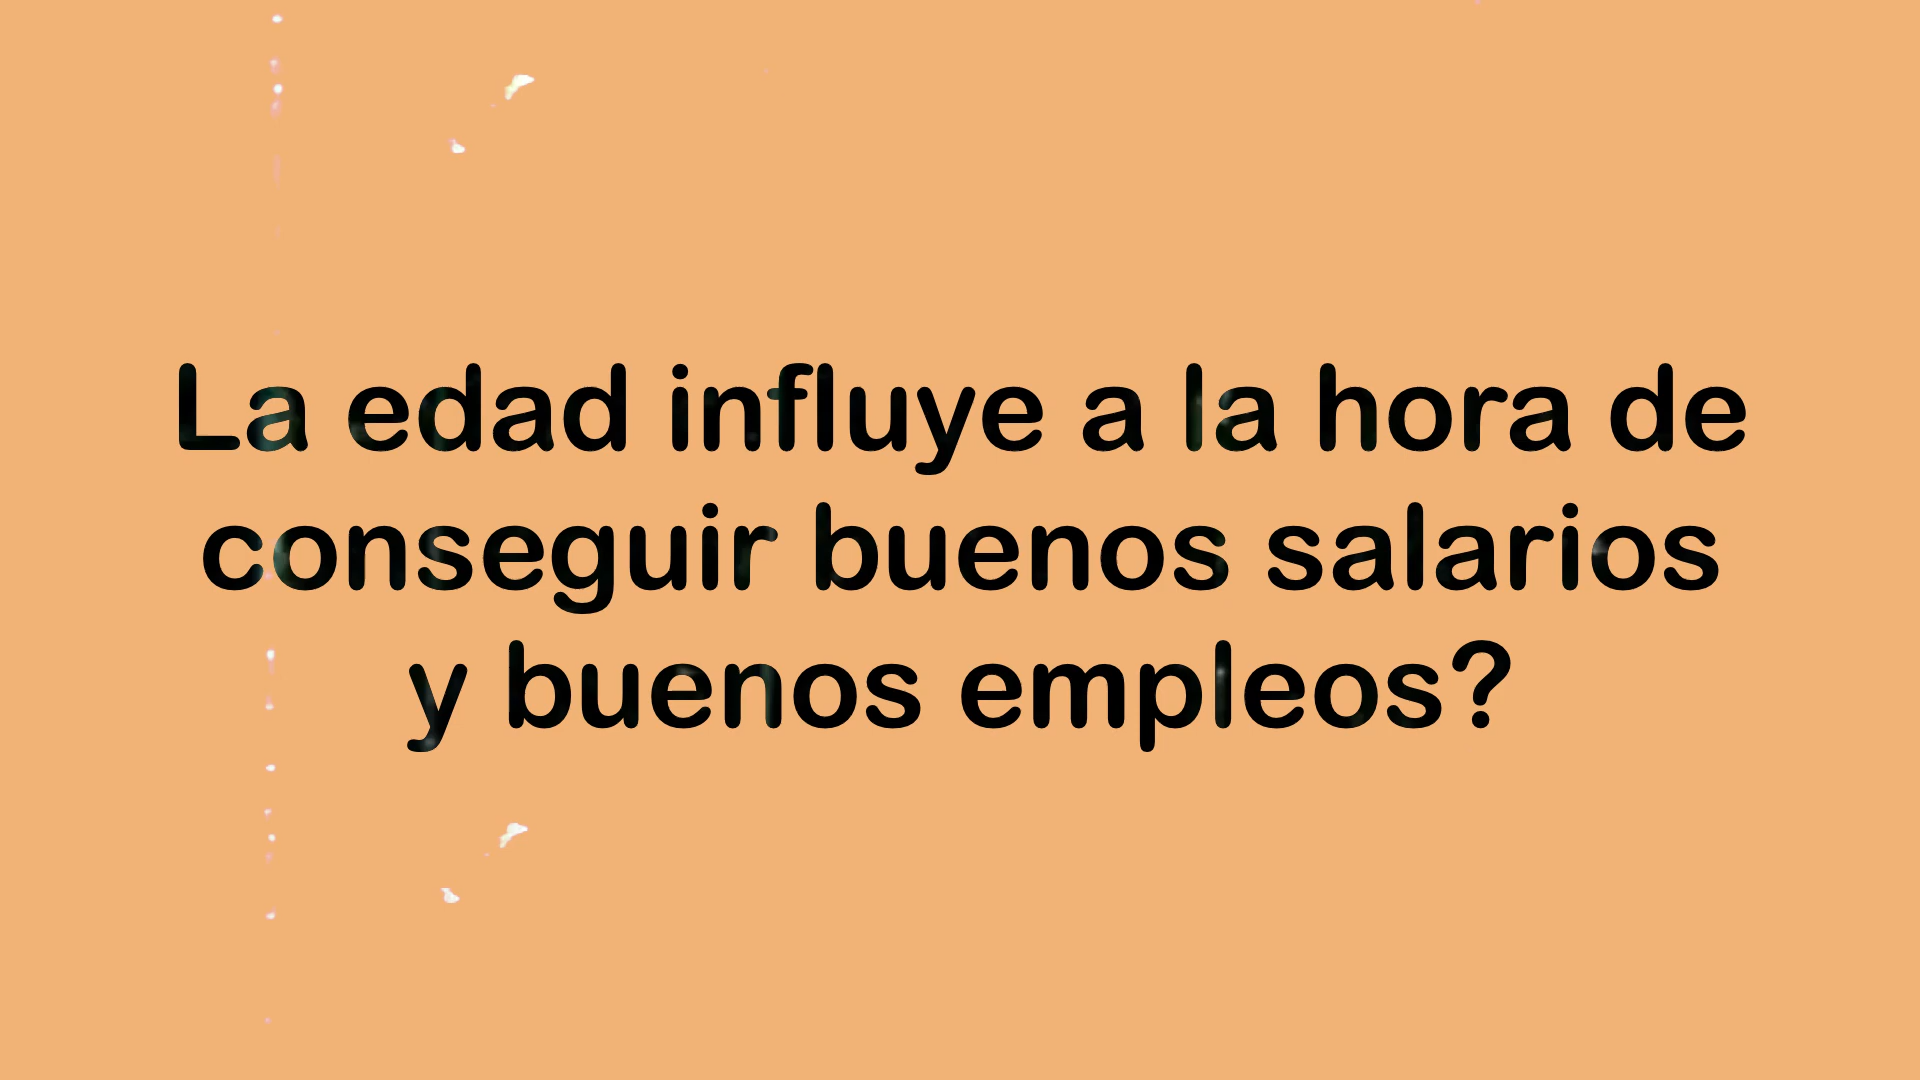 La edad influye a la hora de
conseguir buenos salarios
y buenos empleos?